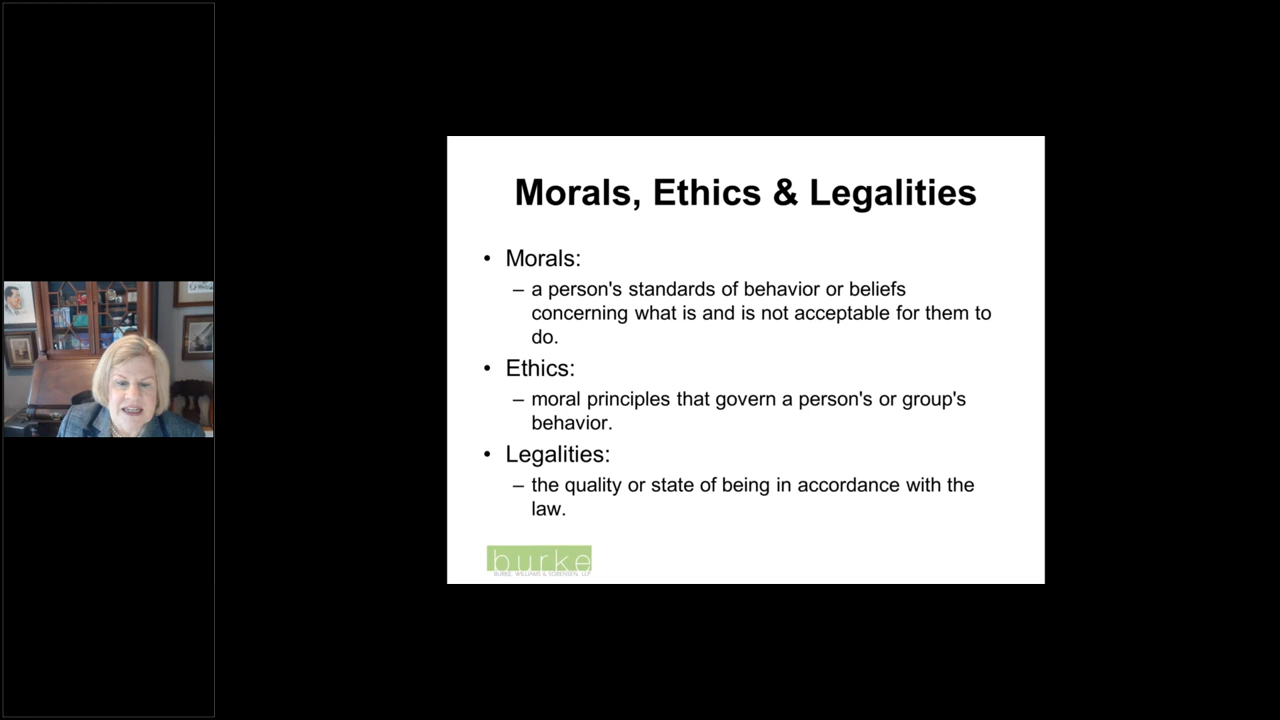 Morals, Ethics & Legalities
• Morals:
– a person's standards of behavior or beliefs
concerning what is and is not acceptable for them to
do.
• Ethics:
– moral principles that govern a person's or group's
behavior.
• Legalities:
– the quality or state of being in accordance with the
law.
burke
BURKE, WILLIAMS & SORENSEN, LLP